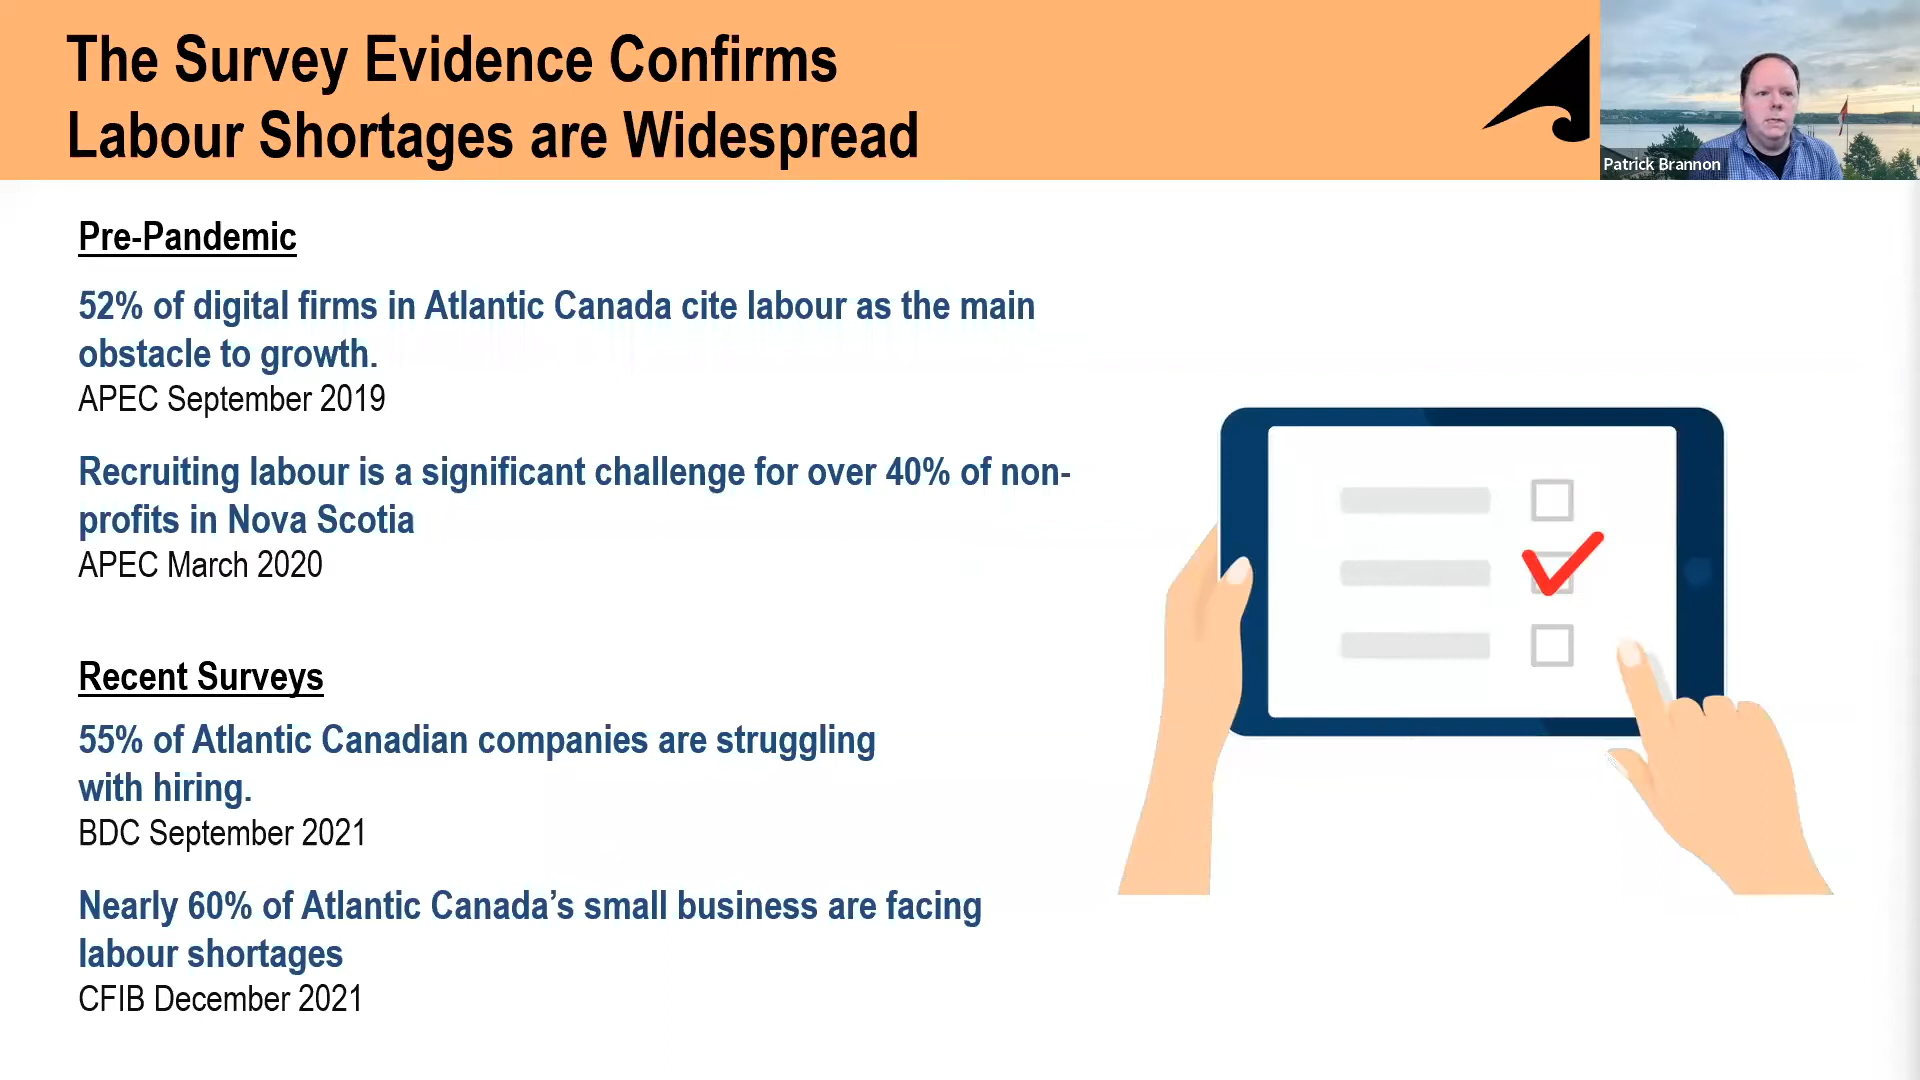 The Survey Evidence Confirms
Labour Shortages are Widespread
Patrick Brannon
Pre-Pandemic
52% of digital firms in Atlantic Canada cite labour as the main
obstacle to growth.
APEC September 2019
Recruiting labour is a significant challenge for over 40% of non-
profits in Nova Scotia
APEC March 2020
Recent Surveys
55% of Atlantic Canadian companies are struggling
with hiring.
BDC September 2021
Nearly 60% of Atlantic Canada’s small business are facing
labour shortages
CFIB December 2021